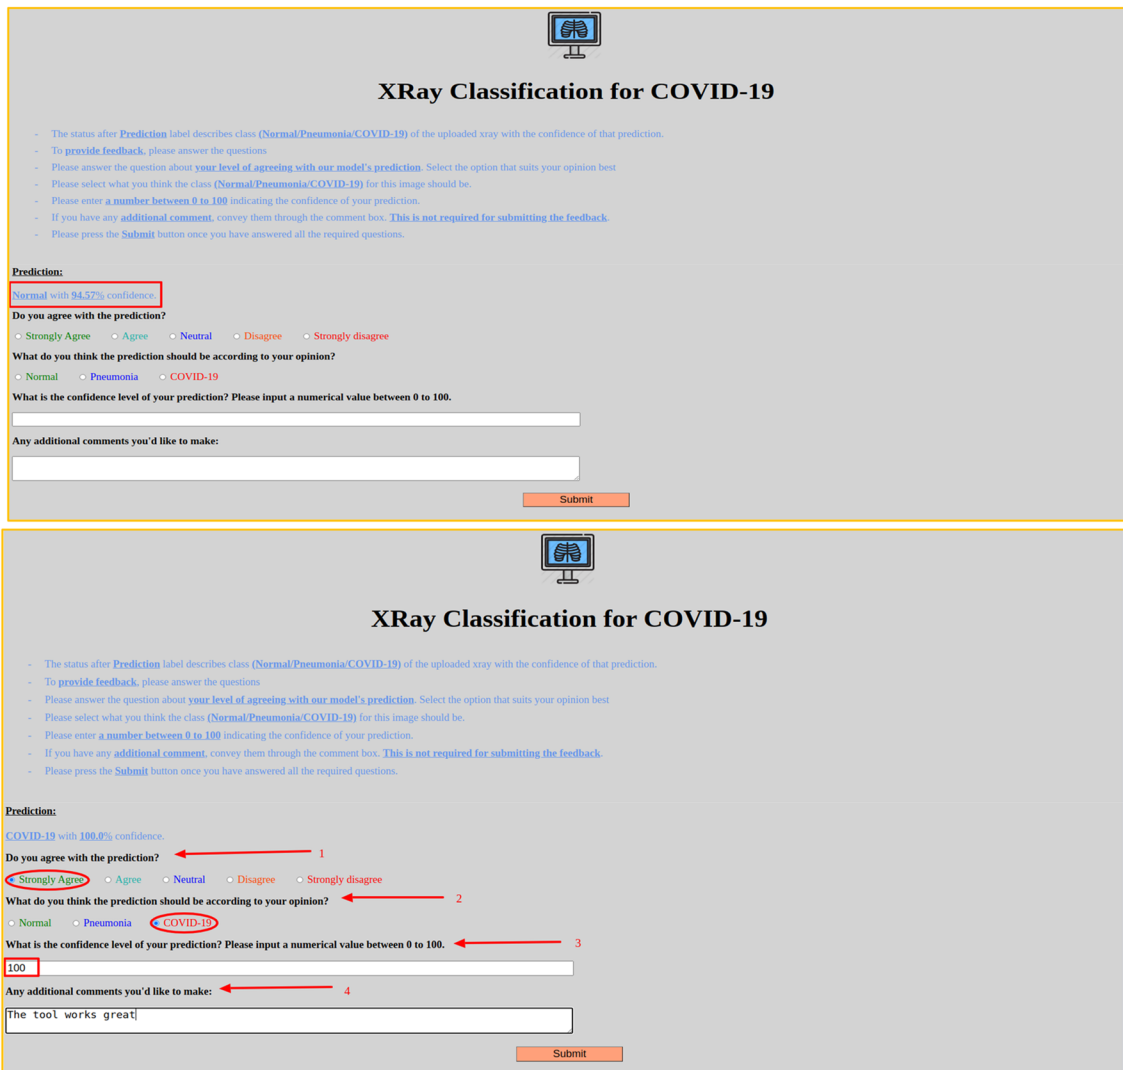 XRay Classification for COVID-19
- The status after Prediction label describes class (Normal/Pneumonia/COVID-19) of the uploaded xray with the confidence of that prediction.
- To provide feedback, please answer the questions
- Please answer the question about your level of agreeing with our model's prediction. Select the option that suits your opinion best
- Please select what you think the class (Normal/Pneumonia/COVID-19) for this image should be.
- Please enter a number between 0 to 100 indicating the confidence of your prediction.
- If you have any additional comment, convey them through the comment box. This is not required for submitting the feedback.
- Please press the Submit button once you have answered all the required questions.
Prediction:
Normal with 94.57% confidence.
Do you agree with the prediction?
Strongly Agree Agree Neutral Disagree Strongly disagree
What do you think the prediction should be according to your opinion?
Normal Pneumonia COVID-19
What is the confidence level of your prediction? Please input a numerical value between 0 to 100.
Any additional comments you'd like to make:
Submit
XRay Classification for COVID-19
- The status after Prediction label describes class (Normal/Pneumonia/COVID-19) of the uploaded xray with the confidence of that prediction.
- To provide feedback, please answer the questions
- Please answer the question about your level of agreeing with our model's prediction. Select the option that suits your opinion best
- Please select what you think the class (Normal/Pneumonia/COVID-19) for this image should be.
- Please enter a number between 0 to 100 indicating the confidence of your prediction.
- If you have any additional comment, convey them through the comment box. This is not required for submitting the feedback.
- Please press the Submit button once you have answered all the required questions.
Prediction:
COVID-19 with 100.0% confidence.
Do you agree with the prediction? 1
Strongly Agree Agree Neutral Disagree Strongly disagree
What do you think the prediction should be according to your opinion? 2
Normal Pneumonia COVID-19
What is the confidence level of your prediction? Please input a numerical value between 0 to 100. 3
100
Any additional comments you'd like to make: 4
The tool works great
Submit